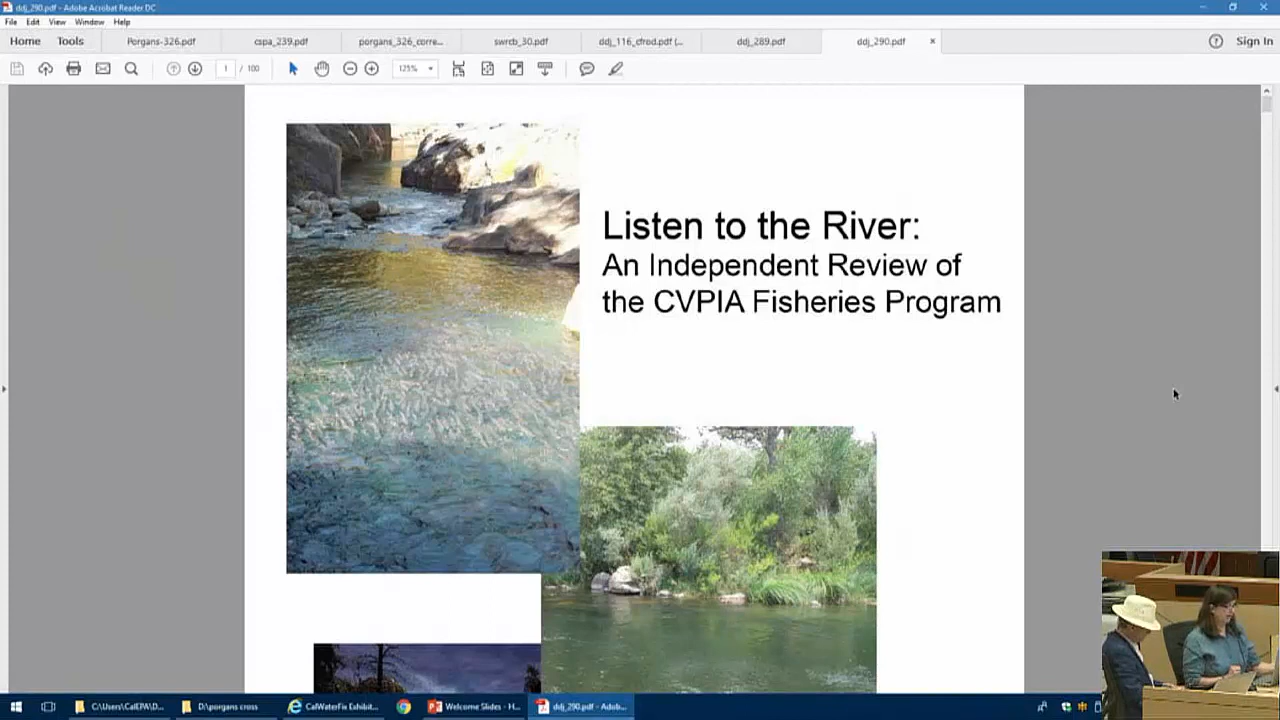 ddj_290.pdf - Adobe Acrobat Reader DC
File Edit View Window Help
Home Tools Porgans-326.pdf cspa_239.pdf porgans_326_corre... swrcb_30.pdf ddj_116_cfrod.pdf (... ddj_289.pdf ddj_290.pdf × Sign In
1 / 100 125%
Listen to the River:
An Independent Review of
the CVPIA Fisheries Program
C:\Users\CalEPA\D... D:\porgans cross CalWaterFix Exhibit... Welcome Slides - H... ddj_290.pdf - Adob...